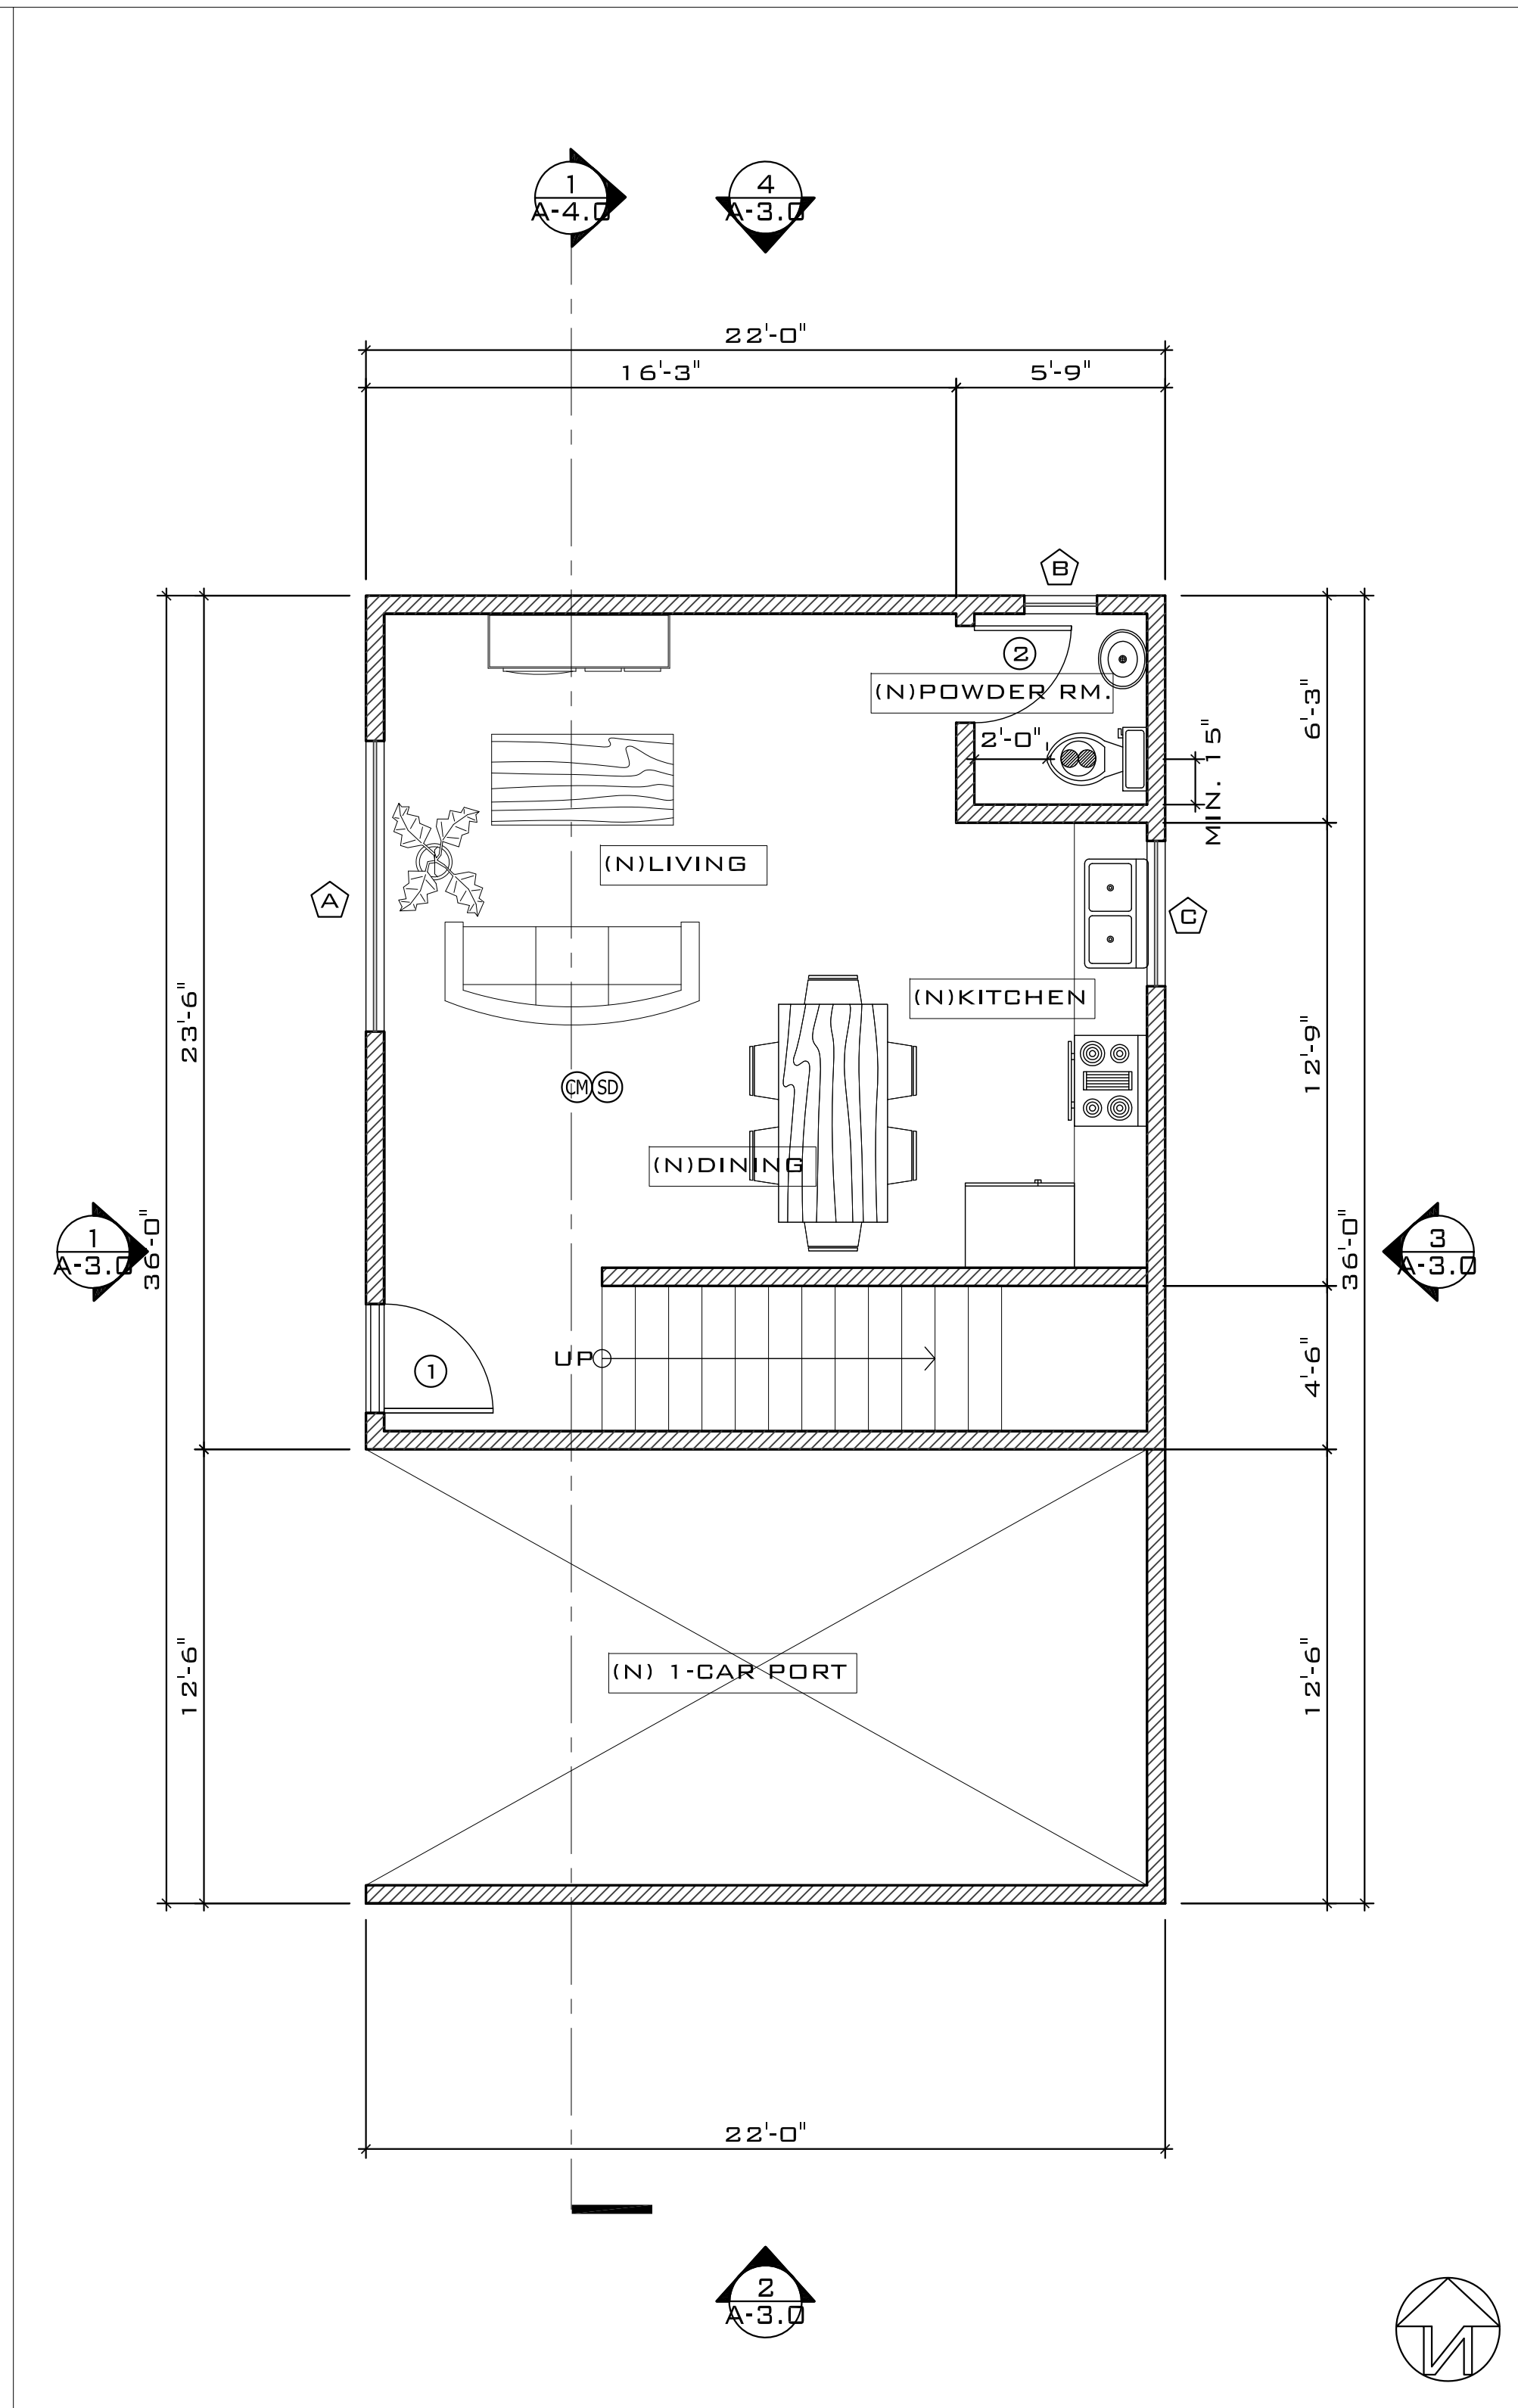 1
A-4.0
4
A-3.0
22'-0"
16'-3"
5'-9"
B
2
(N)POWDER RM.
6'-3"
2'-0"
MIN. 15"
(N)LIVING
A
C
23'-6"
(N)KITCHEN
12'-9"
CM
SD
(N)DINING
1
A-3.0
36'-0"
36'-0"
3
A-3.0
UP
1
4'-6"
12'-6"
(N) 1-CAR PORT
12'-6"
22'-0"
2
A-3.0
N